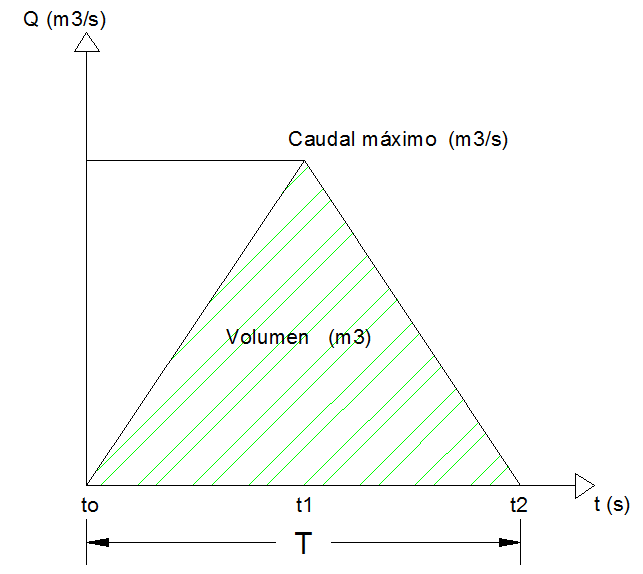 Q (m3/s)
Caudal máximo (m3/s)
Volumen (m3)
to t1 t2 t (s)
T